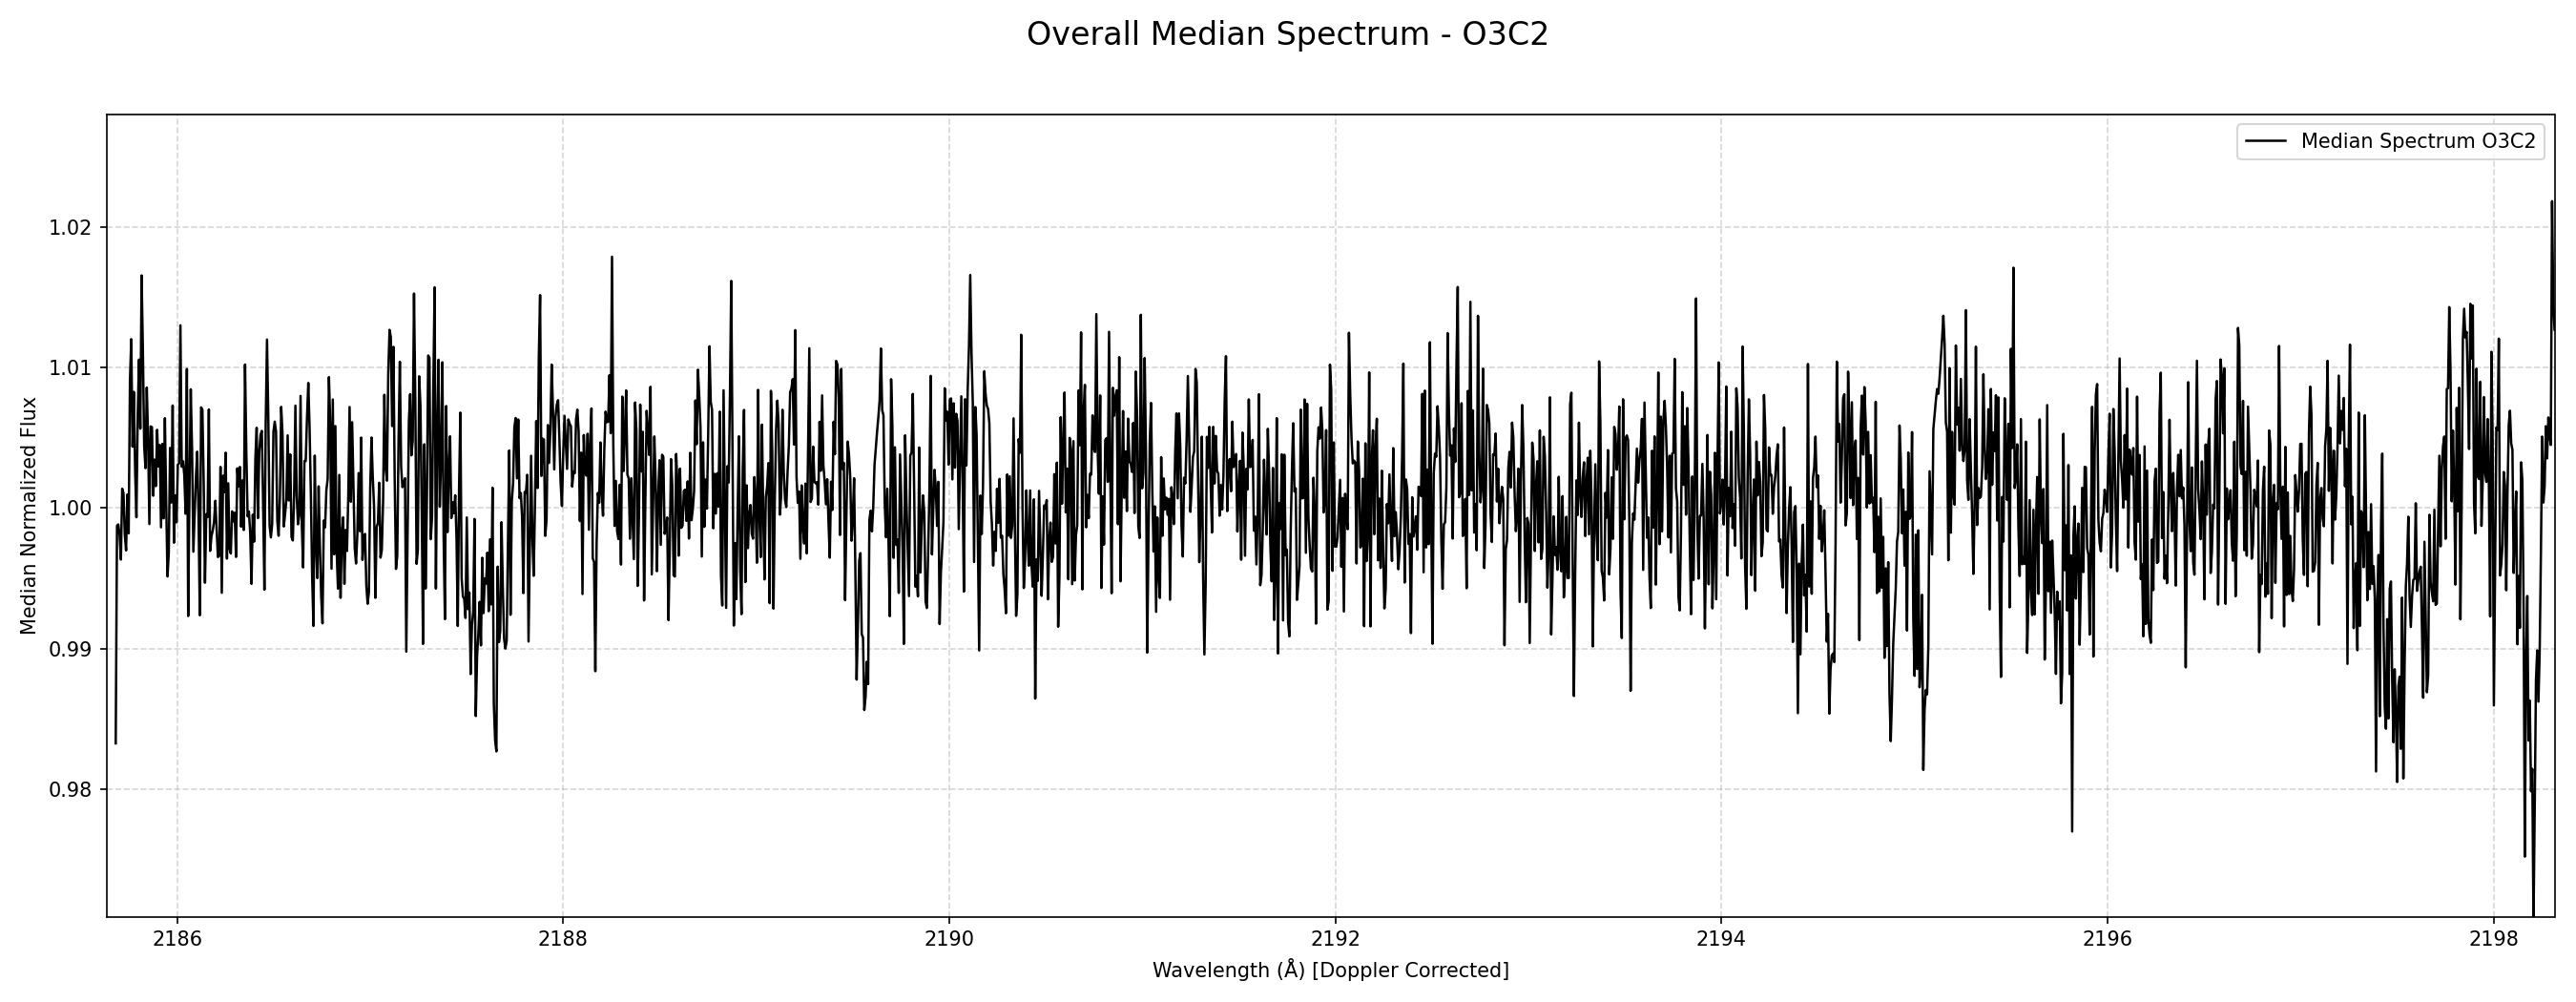 Overall Median Spectrum - O3C2
Median Spectrum O3C2
Median Normalized Flux
1.02
1.01
1.00
0.99
0.98
2186 2188 2190 2192 2194 2196 2198
Wavelength (Å) [Doppler Corrected]